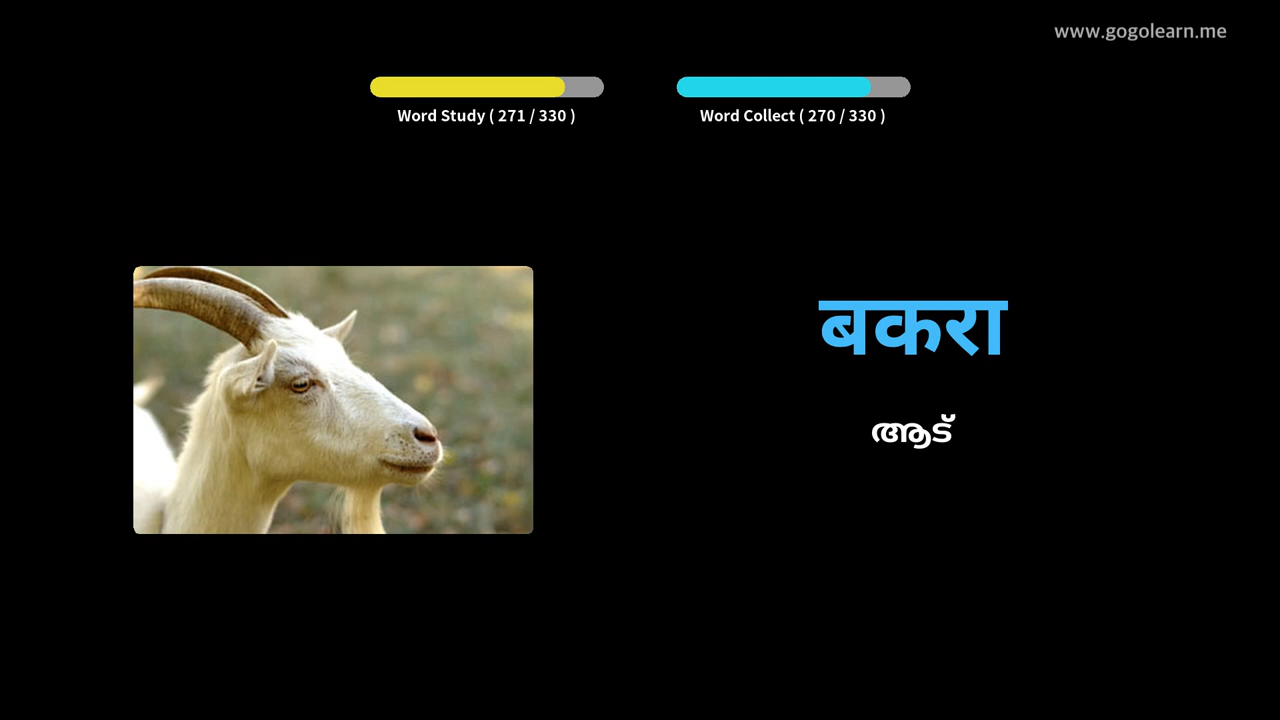 www.gogolearn.me
Word Study ( 271 / 330 )
Word Collect ( 270 / 330 )
बकरा
ആട്